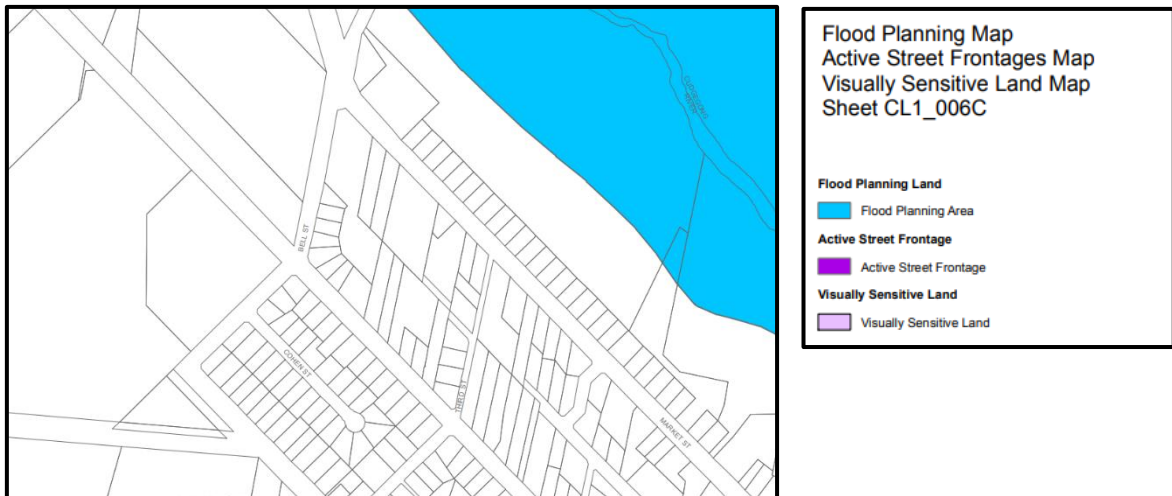 CUDGEGONG
RIVER
BELL ST
COHEN ST
THIRD ST
MARKET ST
Flood Planning Map
Active Street Frontages Map
Visually Sensitive Land Map
Sheet CL1_006C
Flood Planning Land
Flood Planning Area
Active Street Frontage
Active Street Frontage
Visually Sensitive Land
Visually Sensitive Land